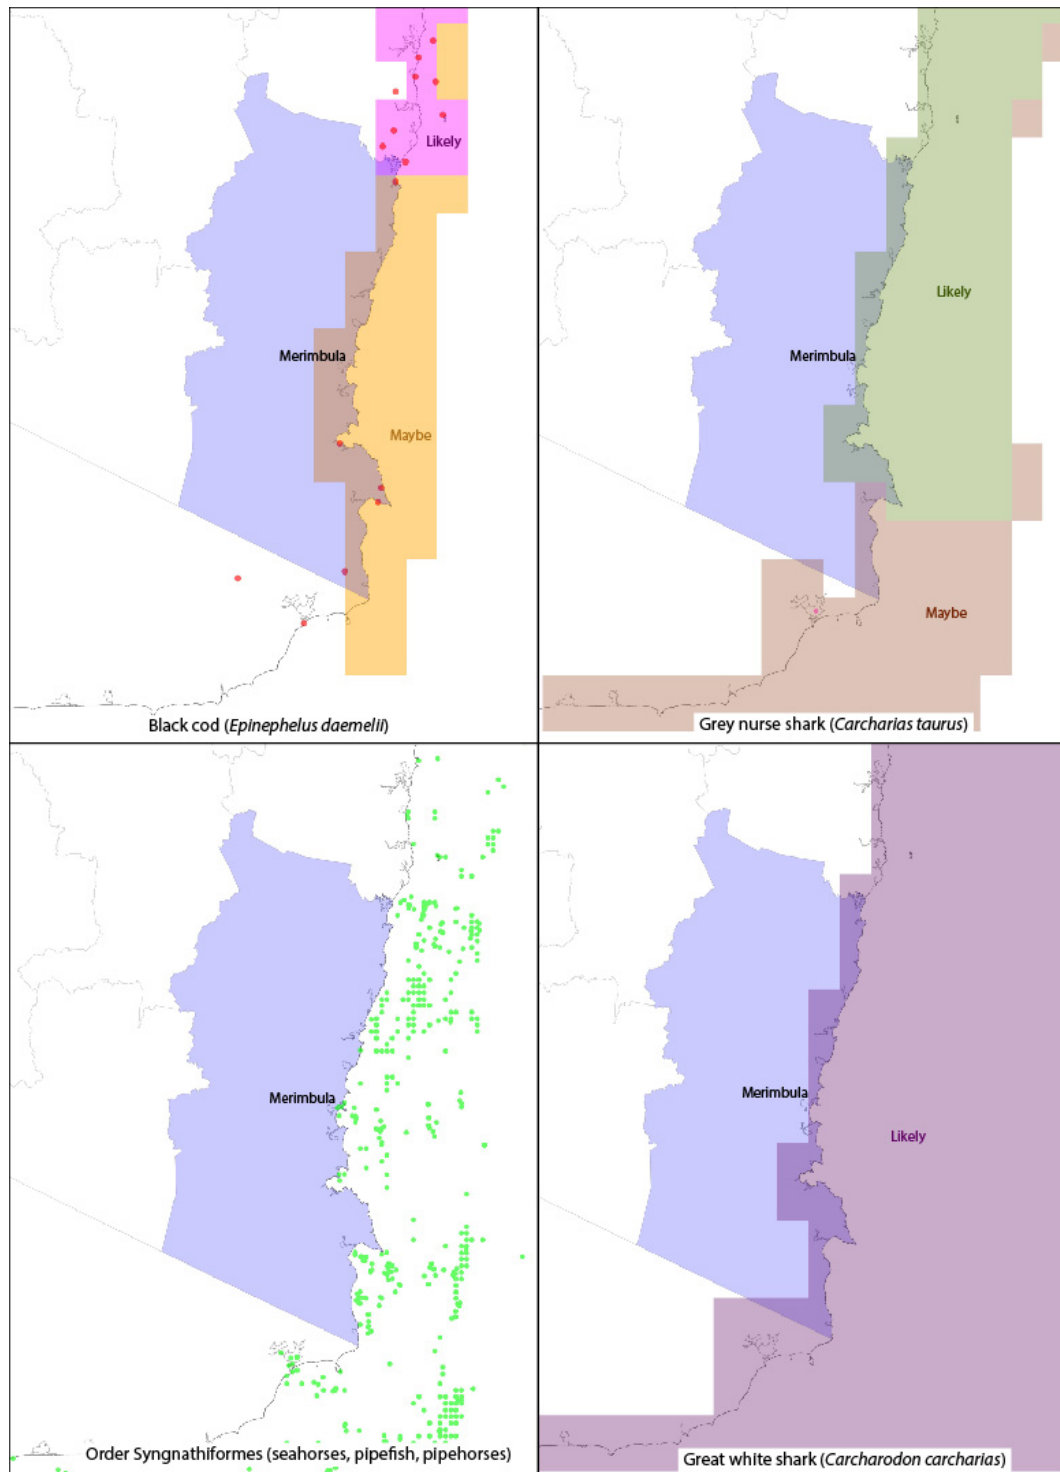 Likely
Merimbula
Maybe
Black cod (Epinephelus daemelii)
Likely
Merimbula
Maybe
Grey nurse shark (Carcharias taurus)
Merimbula
Order Syngnathiformes (seahorses, pipefish, pipehorses)
Merimbula
Likely
Great white shark (Carcharodon carcharias)